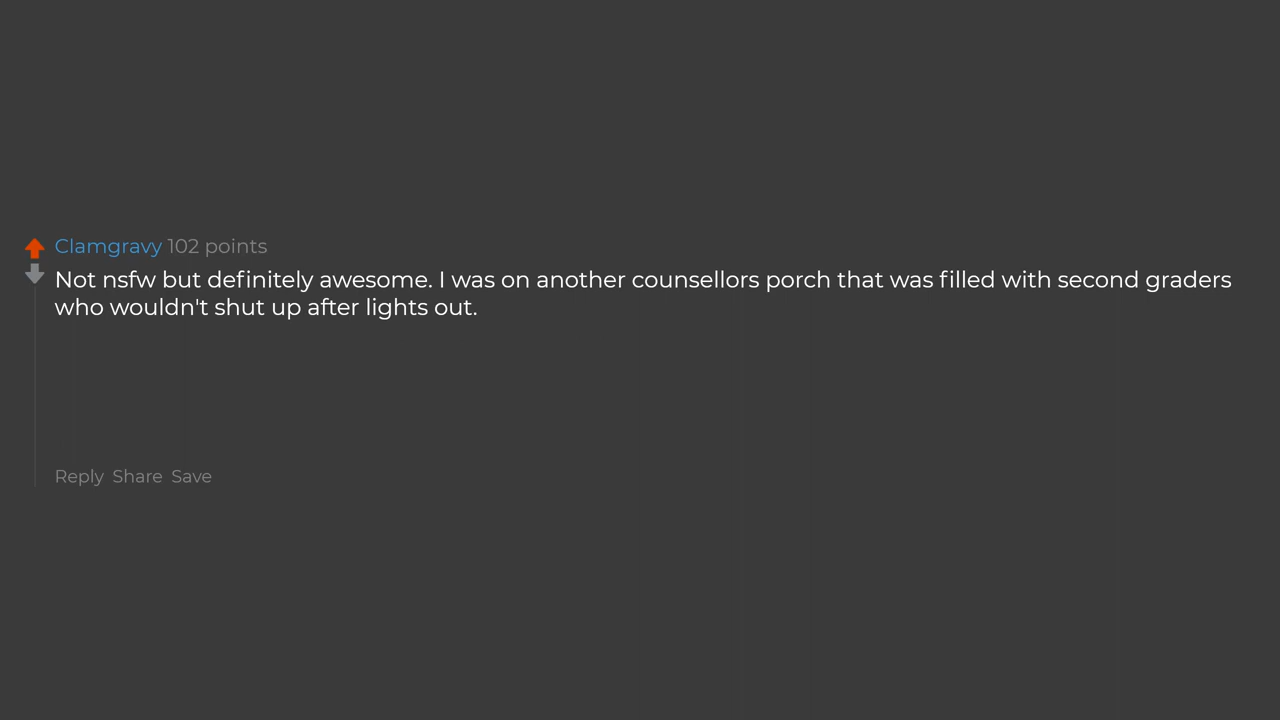 Clamgravy 102 points
Not nsfw but definitely awesome. I was on another counsellors porch that was filled with second graders
who wouldn't shut up after lights out.
Reply Share Save